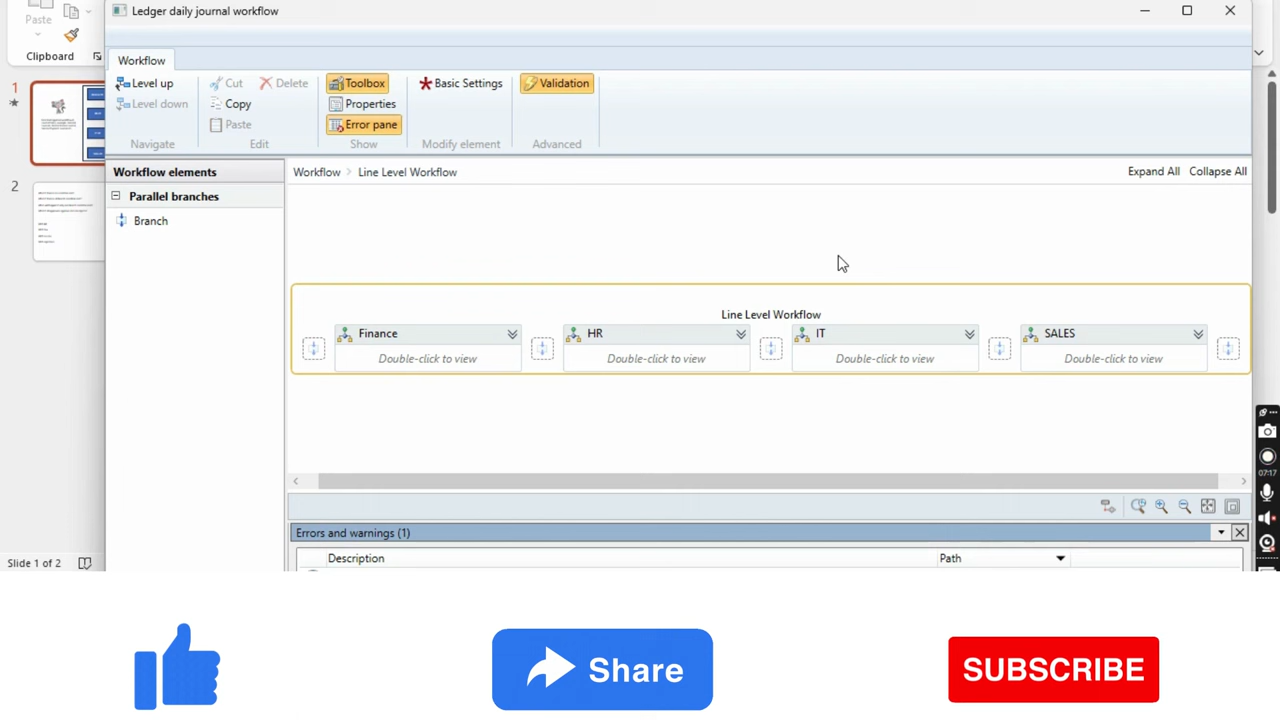 Ledger daily journal workflow
Paste
Clipboard
Workflow
Level up
Cut
Delete
Toolbox
Basic Settings
Validation
Level down
Copy
Properties
Paste
Error pane
Navigate
Edit
Show
Modify element
Advanced
1
2
Workflow elements
Parallel branches
Branch
Workflow > Line Level Workflow
Expand All
Collapse All
Line Level Workflow
Finance
HR
IT
SALES
Double-click to view
Double-click to view
Double-click to view
Double-click to view
07:17
Errors and warnings (1)
Description
Path
Slide 1 of 2
Share
SUBSCRIBE